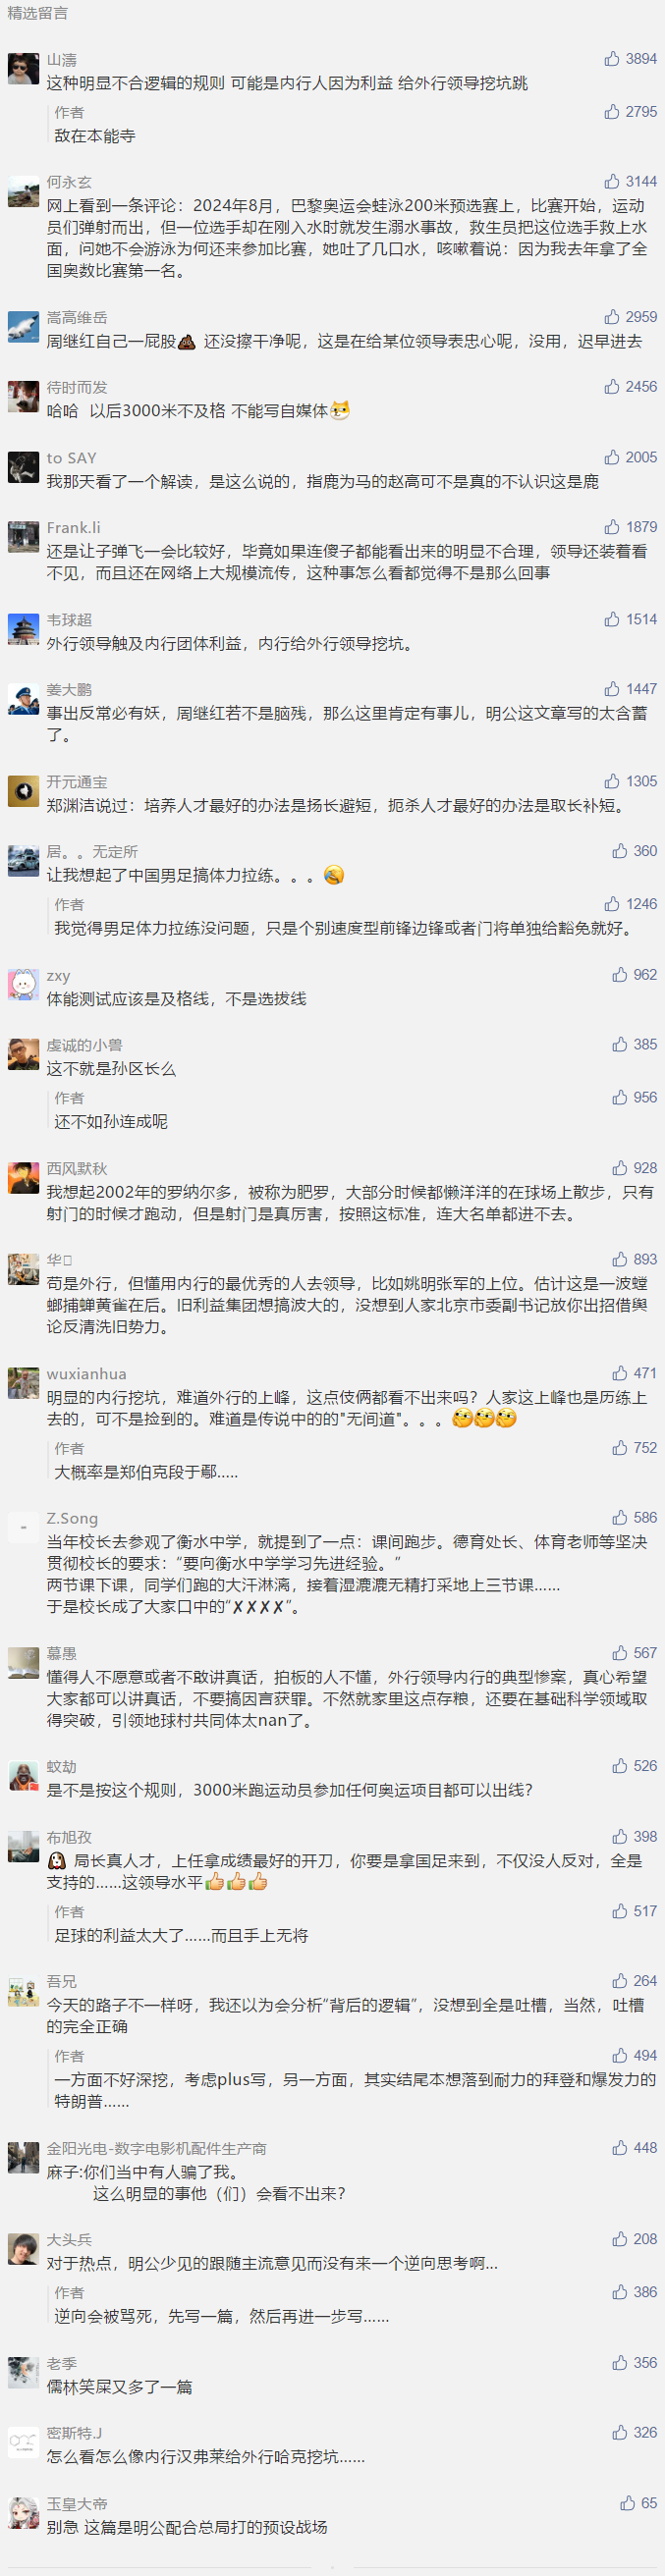 精选留言
山濤
3894
这种明显不合逻辑的规则 可能是内行人因为利益 给外行领导挖坑跳
作者
2795
敌在本能寺
何永玄
3144
网上看到一条评论：2024年8月，巴黎奥运会蛙泳200米预选赛上，比赛开始，运动
员们弹射而出，但一位选手却在刚入水时就发生溺水事故，救生员把这位选手救上水
面，问她不会游泳为何还来参加比赛，她吐了几口水，咳嗽着说：因为我去年拿了全
国奥数比赛第一名。
嵩高维岳
2959
周继红自己一屁股💩 还没擦干净呢，这是在给某位领导表忠心呢，没用，迟早进去
待时而发
2456
哈哈 以后3000米不及格 不能写自媒体
to SAY
2005
我那天看了一个解读，是这么说的，指鹿为马的赵高可不是真的不认识这是鹿
Frank.li
1879
还是让子弹飞一会比较好，毕竟如果连傻子都能看出来的明显不合理，领导还装着看
不见，而且还在网络上大规模流传，这种事怎么看都觉得不是那么回事
韦球超
1514
外行领导触及内行团体利益，内行给外行领导挖坑。
姜大鹏
1447
事出反常必有妖，周继红若不是脑残，那么这里肯定有事儿，明公这文章写的太含蓄
了。
开元通宝
1305
郑渊洁说过：培养人才最好的办法是扬长避短，扼杀人才最好的办法是取长补短。
居。。无定所
360
让我想起了中国男足搞体力拉练。。。
作者
1246
我觉得男足体力拉练没问题，只是个别速度型前锋边锋或者门将单独给豁免就好。
zxy
962
体能测试应该是及格线，不是选拔线
虔诚的小兽
385
这不就是孙区长么
作者
956
还不如孙连成呢
西风默秋
928
我想起2002年的罗纳尔多，被称为肥罗，大部分时候都懒洋洋的在球场上散步，只有
射门的时候才跑动，但是射门是真厉害，按照这标准，连大名单都进不去。
华
893
苟是外行，但懂用内行的最优秀的人去领导，比如姚明张军的上位。估计这是一波螳
螂捕蝉黄雀在后。旧利益集团想搞波大的，没想到人家北京市委副书记放你出招借舆
论反清洗旧势力。
wuxianhua
471
明显的内行挖坑，难道外行的上峰，这点伎俩都看不出来吗？人家这上峰也是历练上
去的，可不是捡到的。难道是传说中的的"无间道"。。。
作者
752
大概率是郑伯克段于鄢.....
Z.Song
586
当年校长去参观了衡水中学，就提到了一点：课间跑步。德育处长、体育老师等坚决
贯彻校长的要求：“要向衡水中学学习先进经验。”
两节课下课，同学们跑的大汗淋漓，接着湿漉漉无精打采地上三节课......
于是校长成了大家口中的“✗✗✗✗”。
慕愚
567
懂得人不愿意或者不敢讲真话，拍板的人不懂，外行领导内行的典型惨案，真心希望
大家都可以讲真话，不要搞因言获罪。不然就家里这点存粮，还要在基础科学领域取
得突破，引领地球村共同体太nan了。
蚊劫
526
是不是按这个规则，3000米跑运动员参加任何奥运项目都可以出线？
布旭孜
398
局长真人才，上任拿成绩最好的开刀，你要是拿国足来到，不仅没人反对，全是
支持的......这领导水平👍👍👍
作者
517
足球的利益太大了......而且手上无将
吾兄
264
今天的路子不一样呀，我还以为会分析“背后的逻辑”，没想到全是吐槽，当然，吐槽
的完全正确
作者
494
一方面不好深挖，考虑plus写，另一方面，其实结尾本想落到耐力的拜登和爆发力的
特朗普......
金阳光电-数字电影机配件生产商
448
麻子:你们当中有人骗了我。
这么明显的事他（们）会看不出来？
大头兵
208
对于热点，明公少见的跟随主流意见而没有来一个逆向思考啊...
作者
386
逆向会被骂死，先写一篇，然后再进一步写......
老季
356
儒林笑屎又多了一篇
密斯特.J
326
怎么看怎么像内行汉弗莱给外行哈克挖坑......
玉皇大帝
65
别急 这篇是明公配合总局打的预设战场